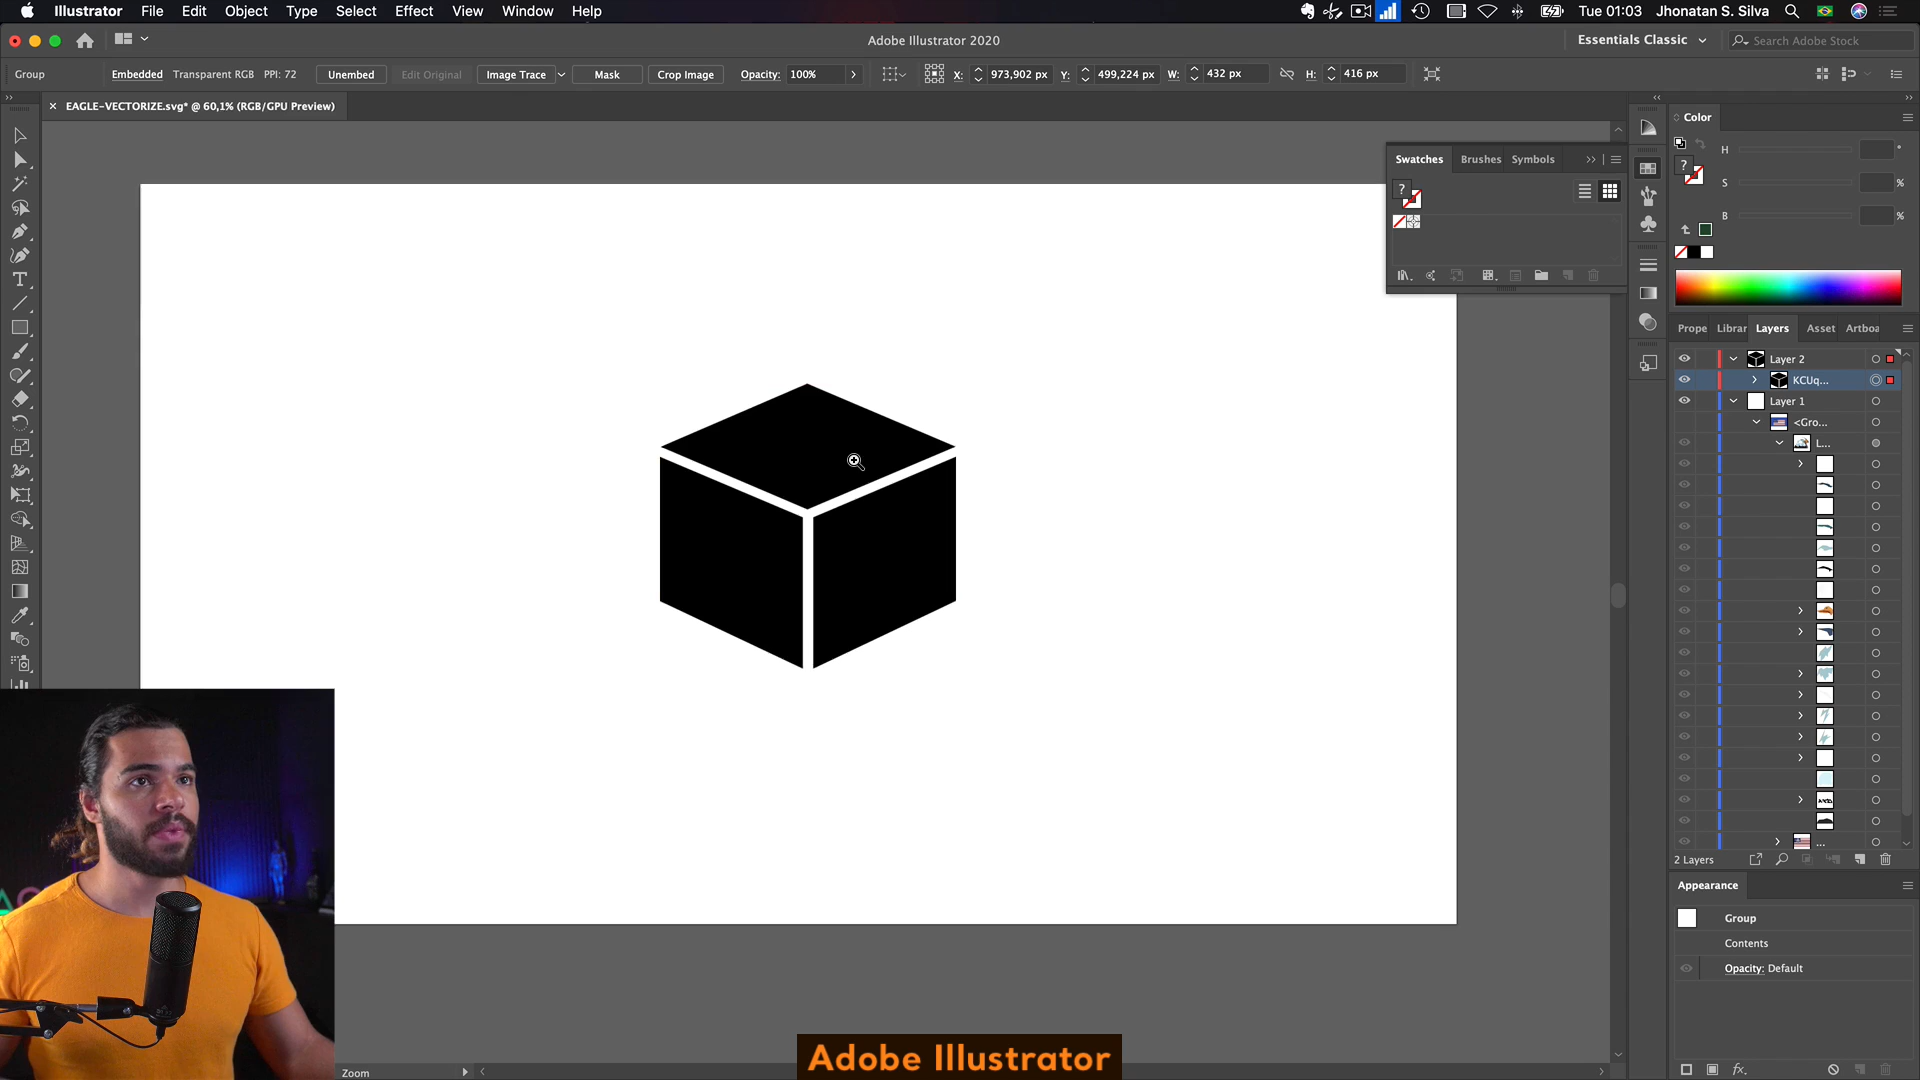 Illustrator File Edit Object Type Select Effect View Window Help
Tue 01:03 Jhonatan S. Silva
Adobe Illustrator 2020
Essentials Classic
Search Adobe Stock
Group Embedded Transparent RGB PPI: 72 Unembed Edit Original Image Trace Mask Crop Image Opacity: 100% X: 973,902 px Y: 499,224 px W: 432 px H: 416 px
EAGLE-VECTORIZE.svg* @ 60,1% (RGB/GPU Preview)
Color
H °
S %
B %
Swatches Brushes Symbols
Prope Librar Layers Asset Artboa
Layer 2
KCUq...
Layer 1
<Gro...
L...
...
2 Layers
Appearance
Group
Contents
Opacity: Default
fx.
Zoom
Adobe Illustrator